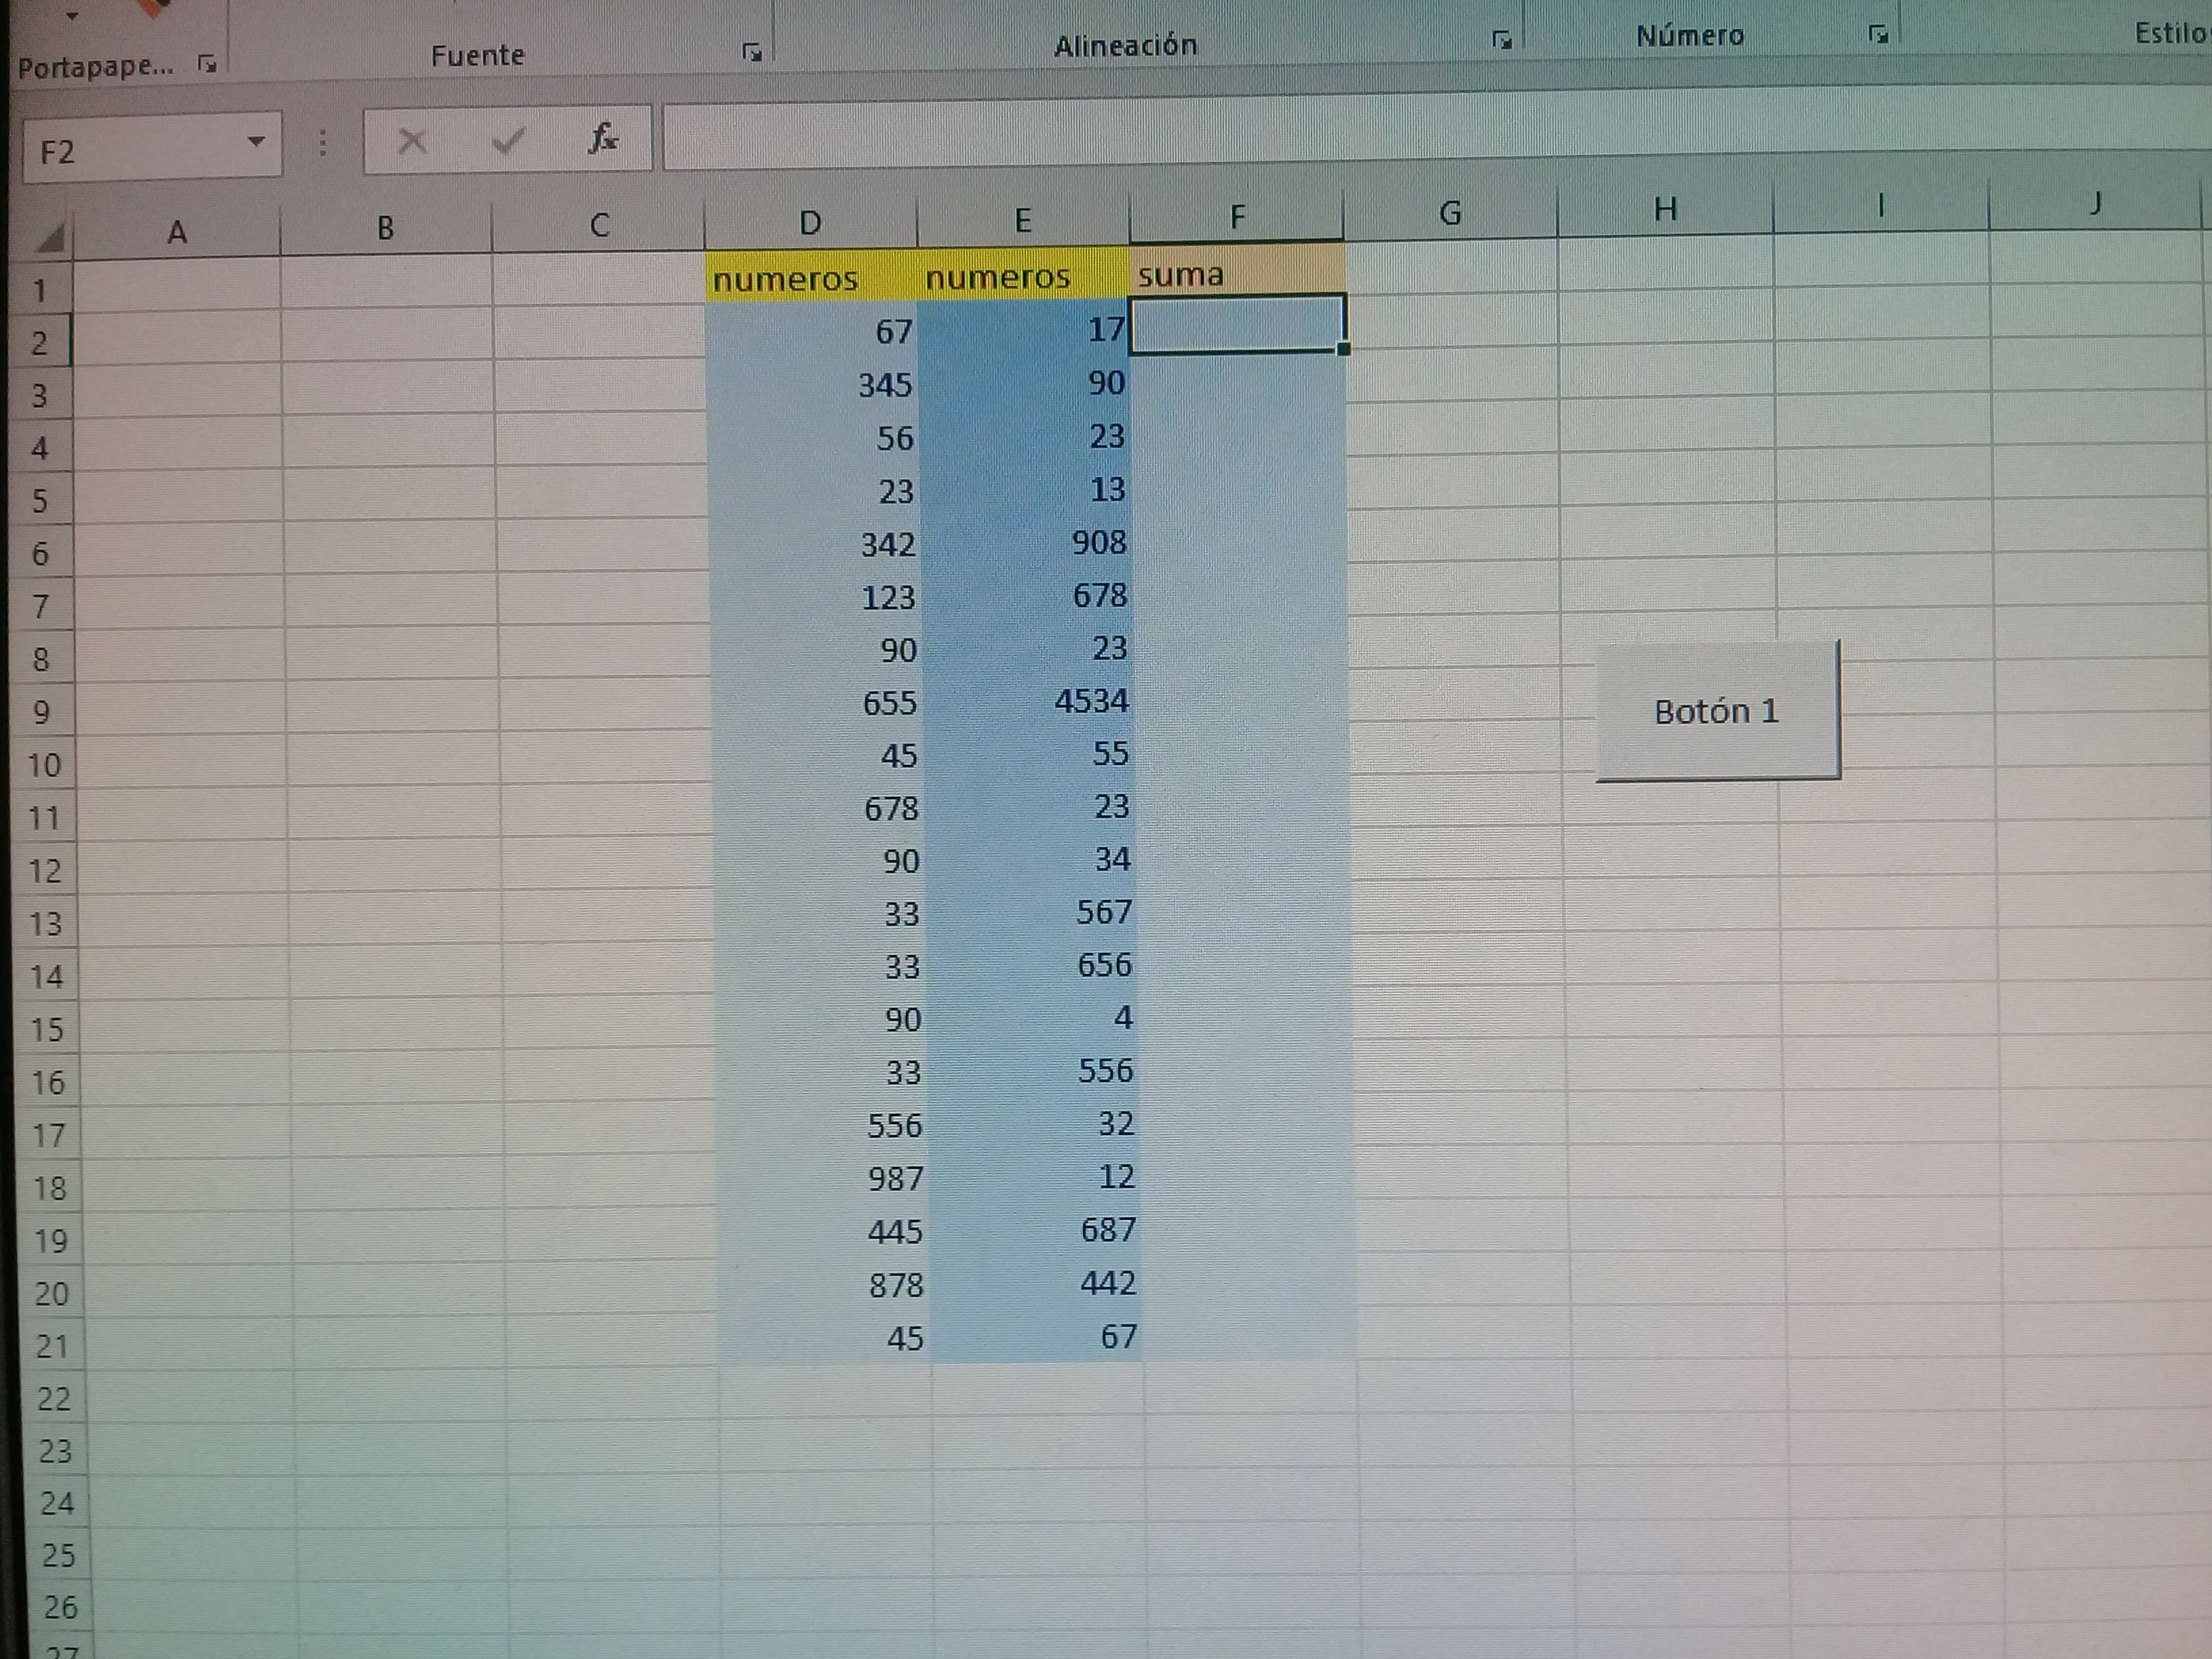 Portapape... Fuente Alineación Número Estilo
F2 fx
A B C D E F G H I J
1 numeros numeros suma
2 67 17
3 345 90
4 56 23
5 23 13
6 342 908
7 123 678
8 90 23
9 655 4534
Botón 1
10 45 55
11 678 23
12 90 34
13 33 567
14 33 656
15 90 4
16 33 556
17 556 32
18 987 12
19 445 687
20 878 442
21 45 67
22
23
24
25
26
27